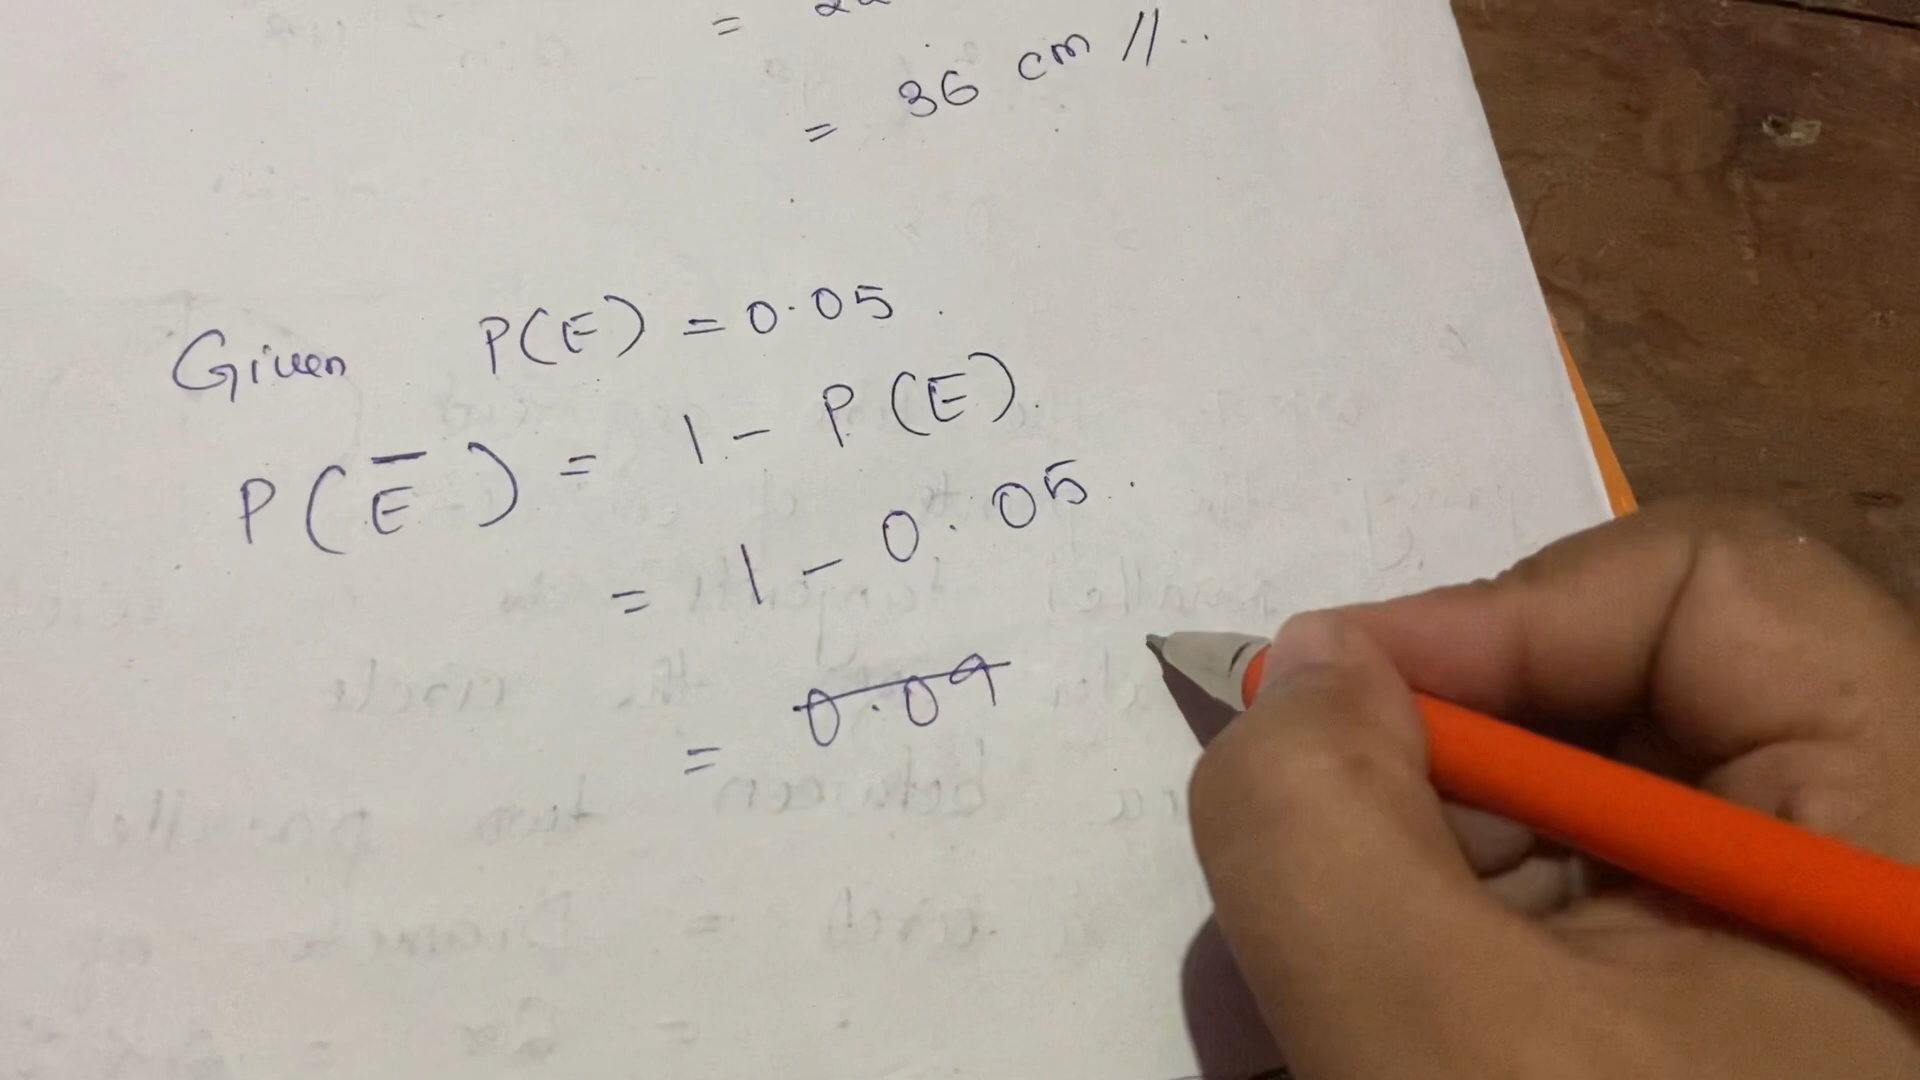 =
= 36 cm //..
Given P(E) = 0.05.
P(E̅) = 1 - P(E).
= 1 - 0.05.
= 0.09